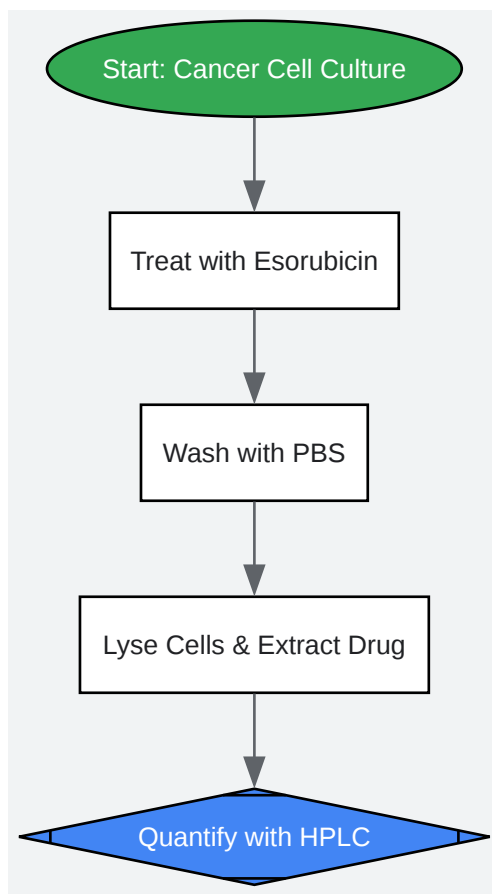 Start: Cancer Cell Culture
Treat with Esorubicin
Wash with PBS
Lyse Cells & Extract Drug
Quantify with HPLC